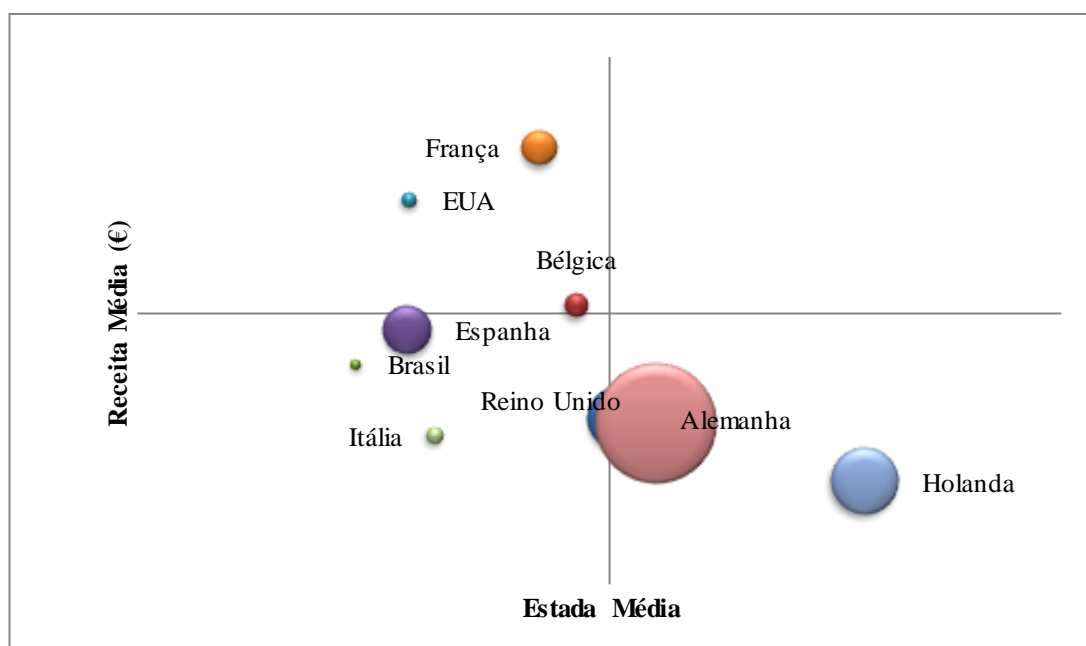 França
EUA
Bélgica
Receita Média (€)
Espanha
Brasil
Reino Unido
Alemanha
Itália
Holanda
Estada Média